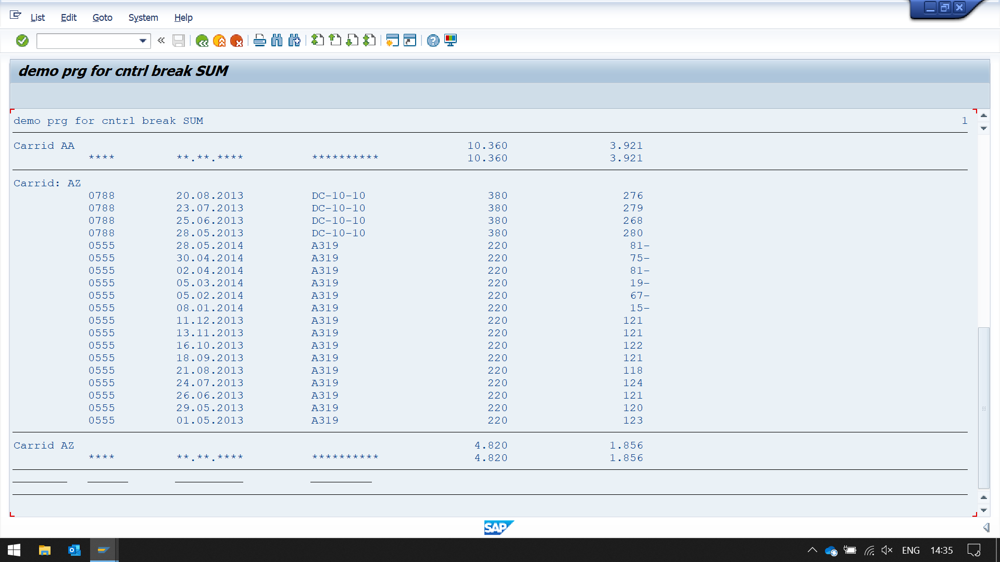 List Edit Goto System Help
demo prg for cntrl break SUM
demo prg for cntrl break SUM 1
Carrid AA 10.360 3.921
**** **.**.**** ********** 10.360 3.921
Carrid: AZ
0788 20.08.2013 DC-10-10 380 276
0788 23.07.2013 DC-10-10 380 279
0788 25.06.2013 DC-10-10 380 268
0788 28.05.2013 DC-10-10 380 280
0555 28.05.2014 A319 220 81-
0555 30.04.2014 A319 220 75-
0555 02.04.2014 A319 220 81-
0555 05.03.2014 A319 220 19-
0555 05.02.2014 A319 220 67-
0555 08.01.2014 A319 220 15-
0555 11.12.2013 A319 220 121
0555 13.11.2013 A319 220 121
0555 16.10.2013 A319 220 122
0555 18.09.2013 A319 220 121
0555 21.08.2013 A319 220 118
0555 24.07.2013 A319 220 124
0555 26.06.2013 A319 220 121
0555 29.05.2013 A319 220 120
0555 01.05.2013 A319 220 123
Carrid AZ 4.820 1.856
**** **.**.**** ********** 4.820 1.856
SAP
ENG 14:35